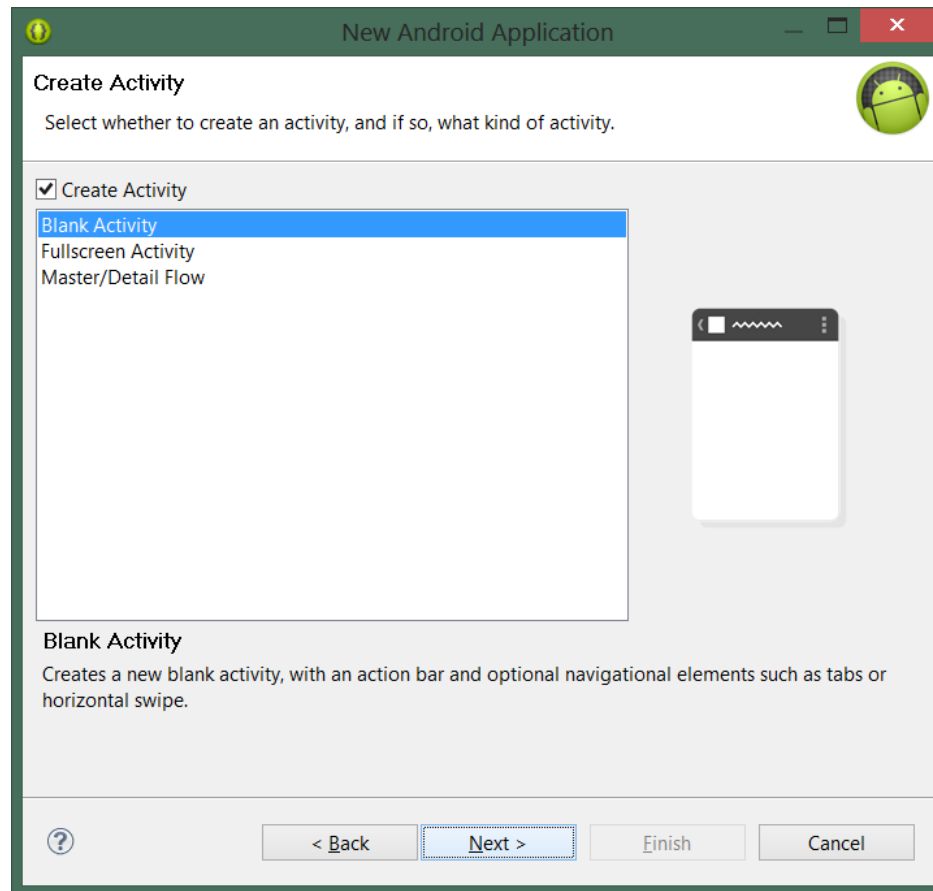 New Android Application
Create Activity
Select whether to create an activity, and if so, what kind of activity.
Create Activity
Blank Activity
Fullscreen Activity
Master/Detail Flow
Blank Activity
Creates a new blank activity, with an action bar and optional navigational elements such as tabs or
horizontal swipe.
< Back Next > Finish Cancel